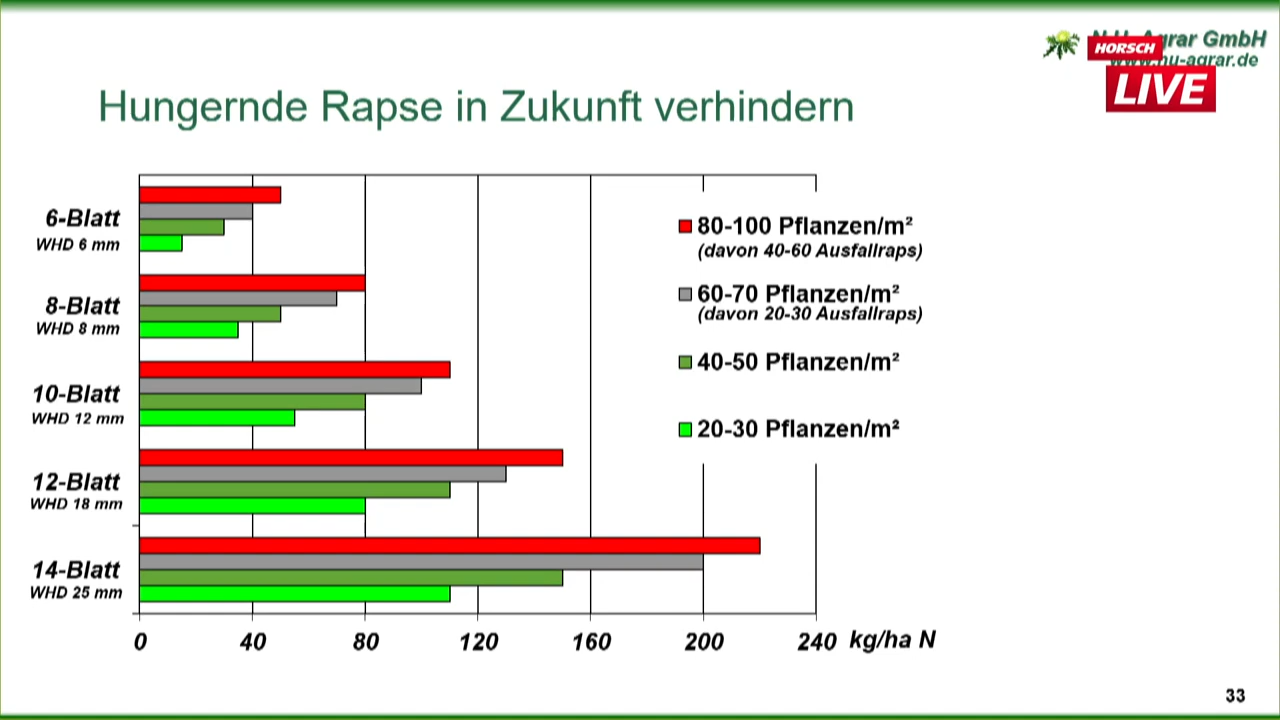 Agrar GmbH
HORSCH
nu-agrar.de
LIVE
Hungernde Rapse in Zukunft verhindern
6-Blatt
WHD 6 mm
8-Blatt
WHD 8 mm
10-Blatt
WHD 12 mm
12-Blatt
WHD 18 mm
14-Blatt
WHD 25 mm
80-100 Pflanzen/m²
(davon 40-60 Ausfallraps)
60-70 Pflanzen/m²
(davon 20-30 Ausfallraps)
40-50 Pflanzen/m²
20-30 Pflanzen/m²
0 40 80 120 160 200 240 kg/ha N
33